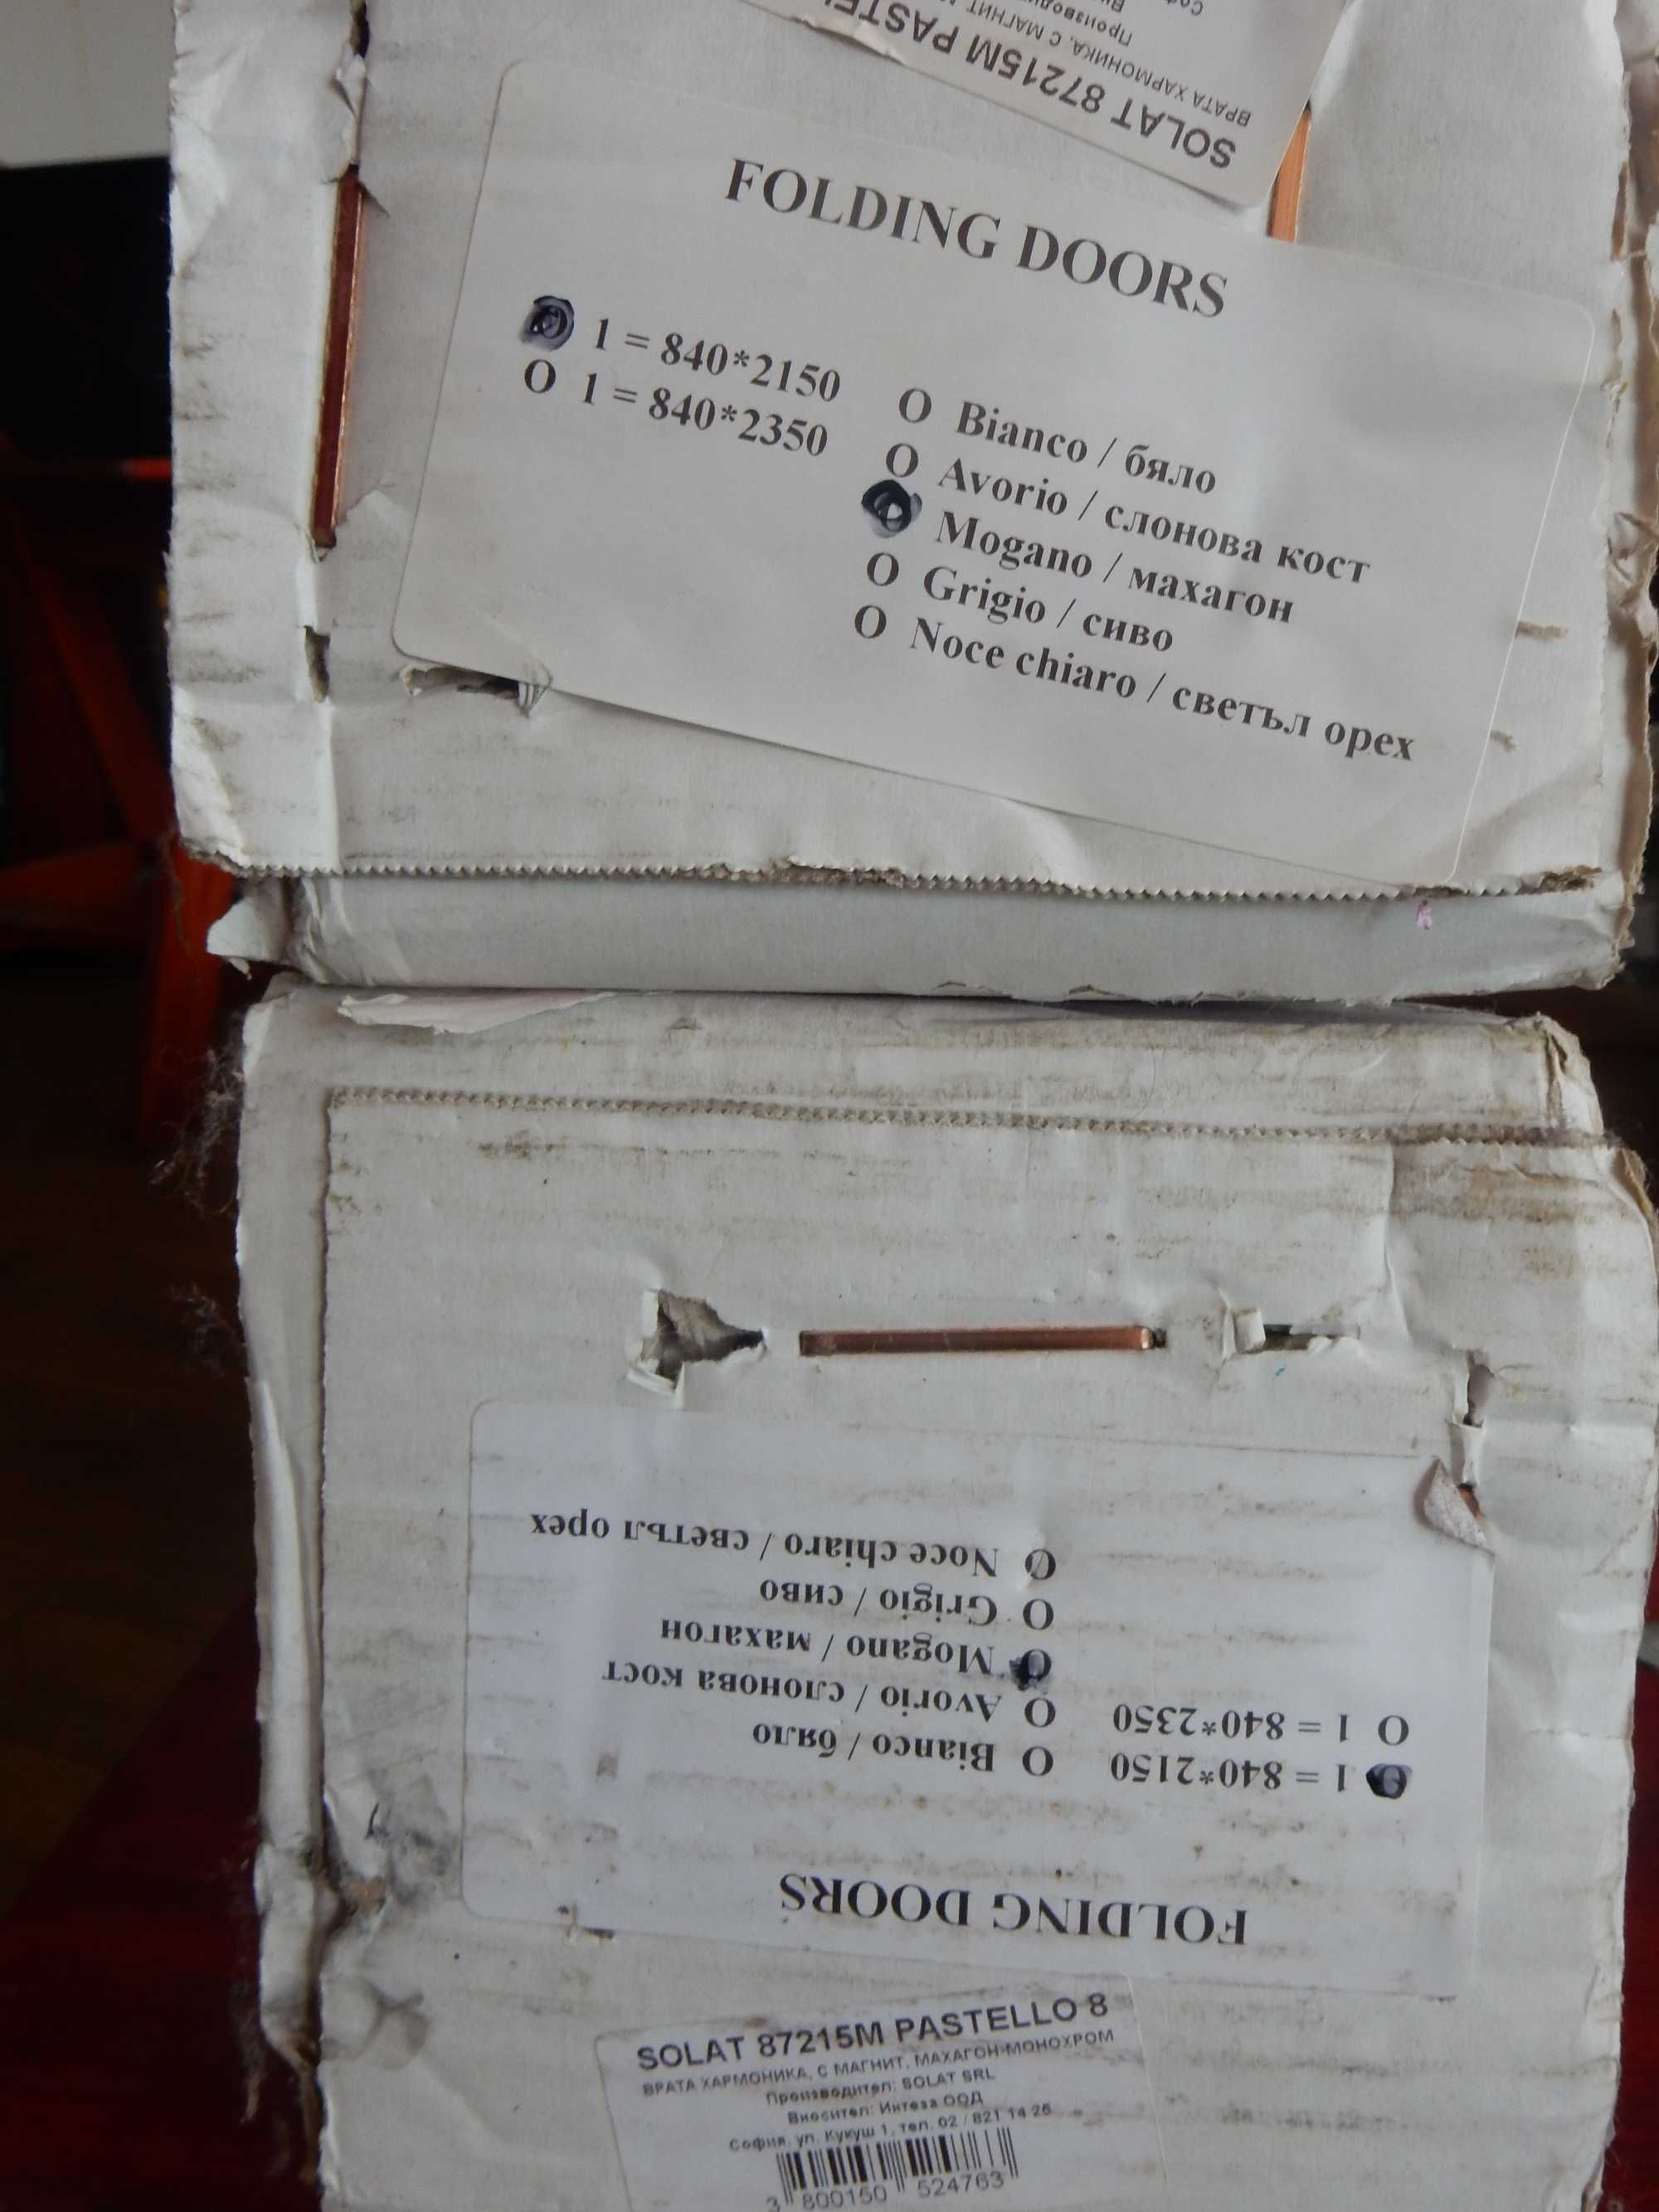 SOLAT 87215M PASTEL
ВРАТА ХАРМОНИКА, С МАГНИТ,
FOLDING DOORS
O 1 = 840*2150
O 1 = 840*2350
O Bianco / бяло
O Avorio / слонова кост
O Mogano / махагон
O Grigio / сиво
O Noce chiaro / светъл орех
FOLDING DOORS
O 1 = 840*2150
O 1 = 840*2350
O Bianco / бяло
O Avorio / слонова кост
O Mogano / махагон
O Grigio / сиво
O Noce chiaro / светъл орех
SOLAT 87215M PASTELLO 8
ВРАТА ХАРМОНИКА, С МАГНИТ, МАХАГОН-МОНОХРОМ
Производител: SOLAT SRL
Вносител: Интеза ООД
София, ул. Кукуш 1, тел. 02 / 821 14 26
3 800150 524763